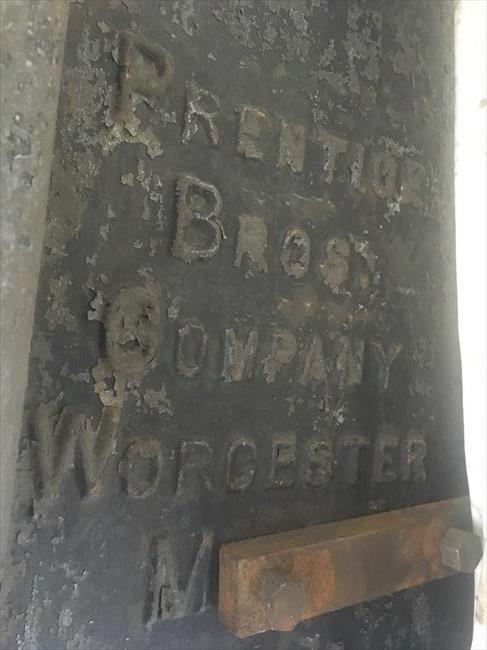 PRENTICE
BROS.
COMPANY
WORCESTER
M